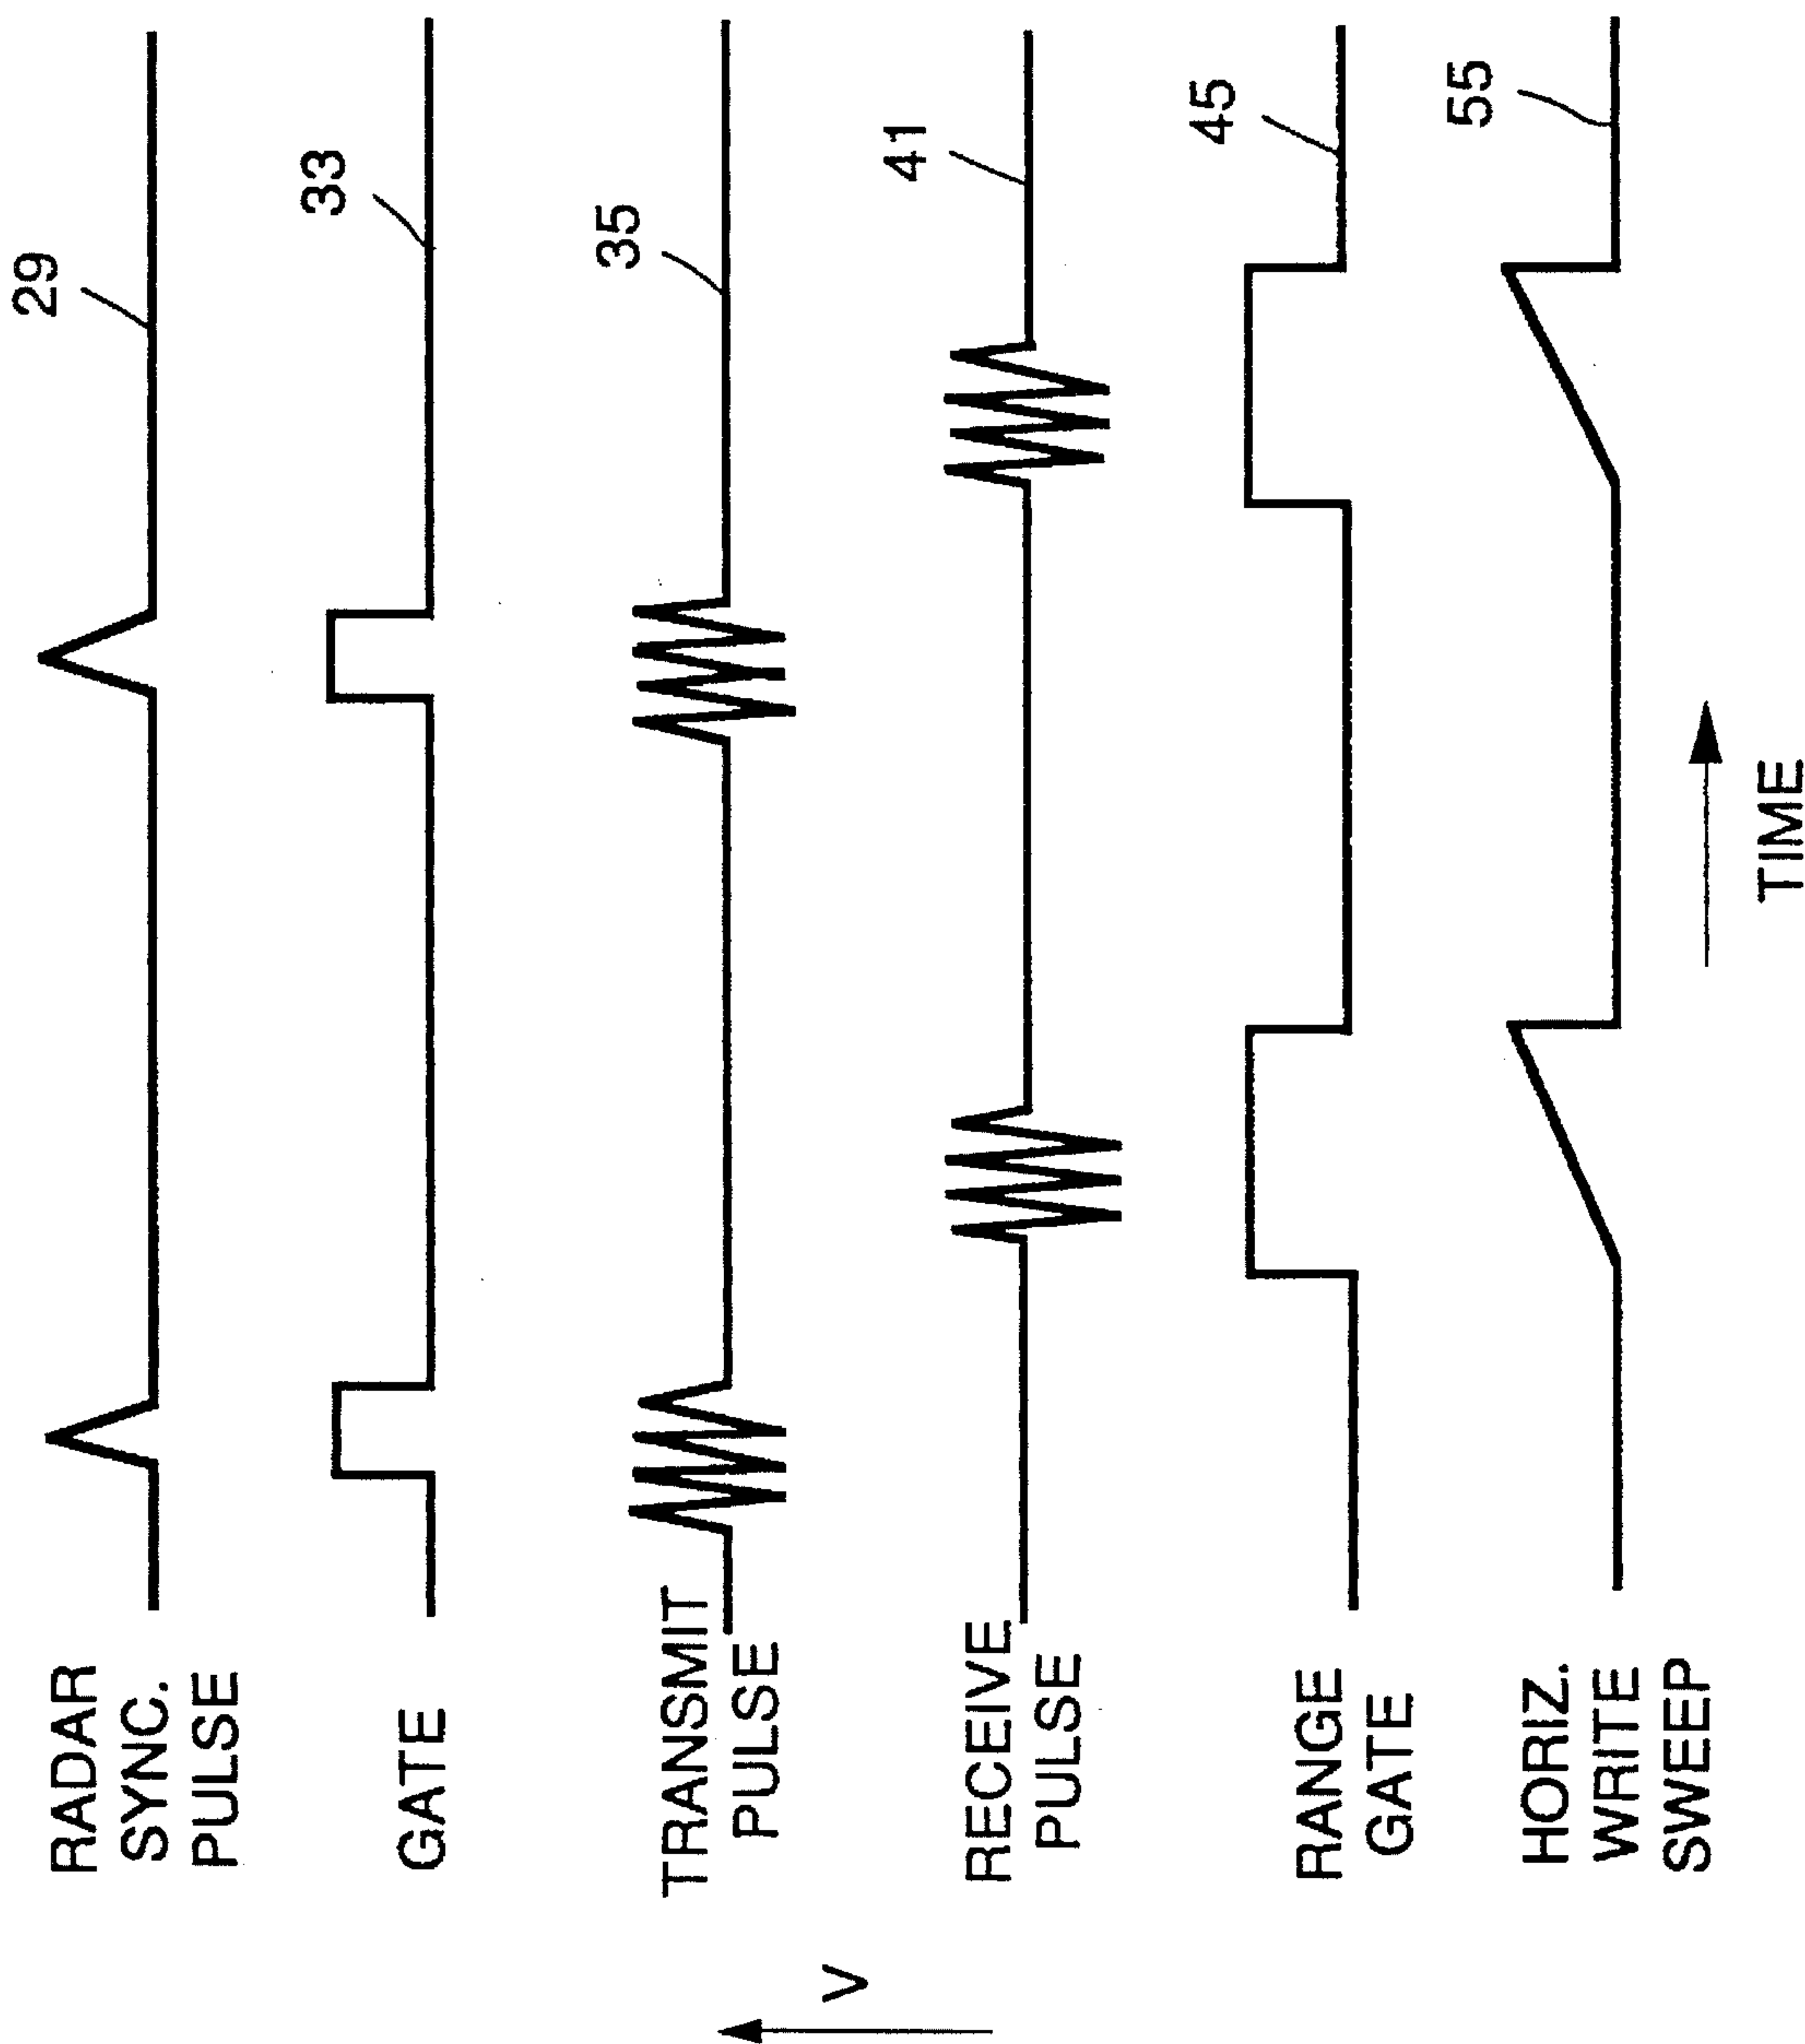 RADAR
SYNC.
PULSE
29
GATE
33
TRANSMIT
PULSE
35
RECEIVE
PULSE
41
RANGE
GATE
45
HORIZ.
WRITE
SWEEP
55
V
TIME